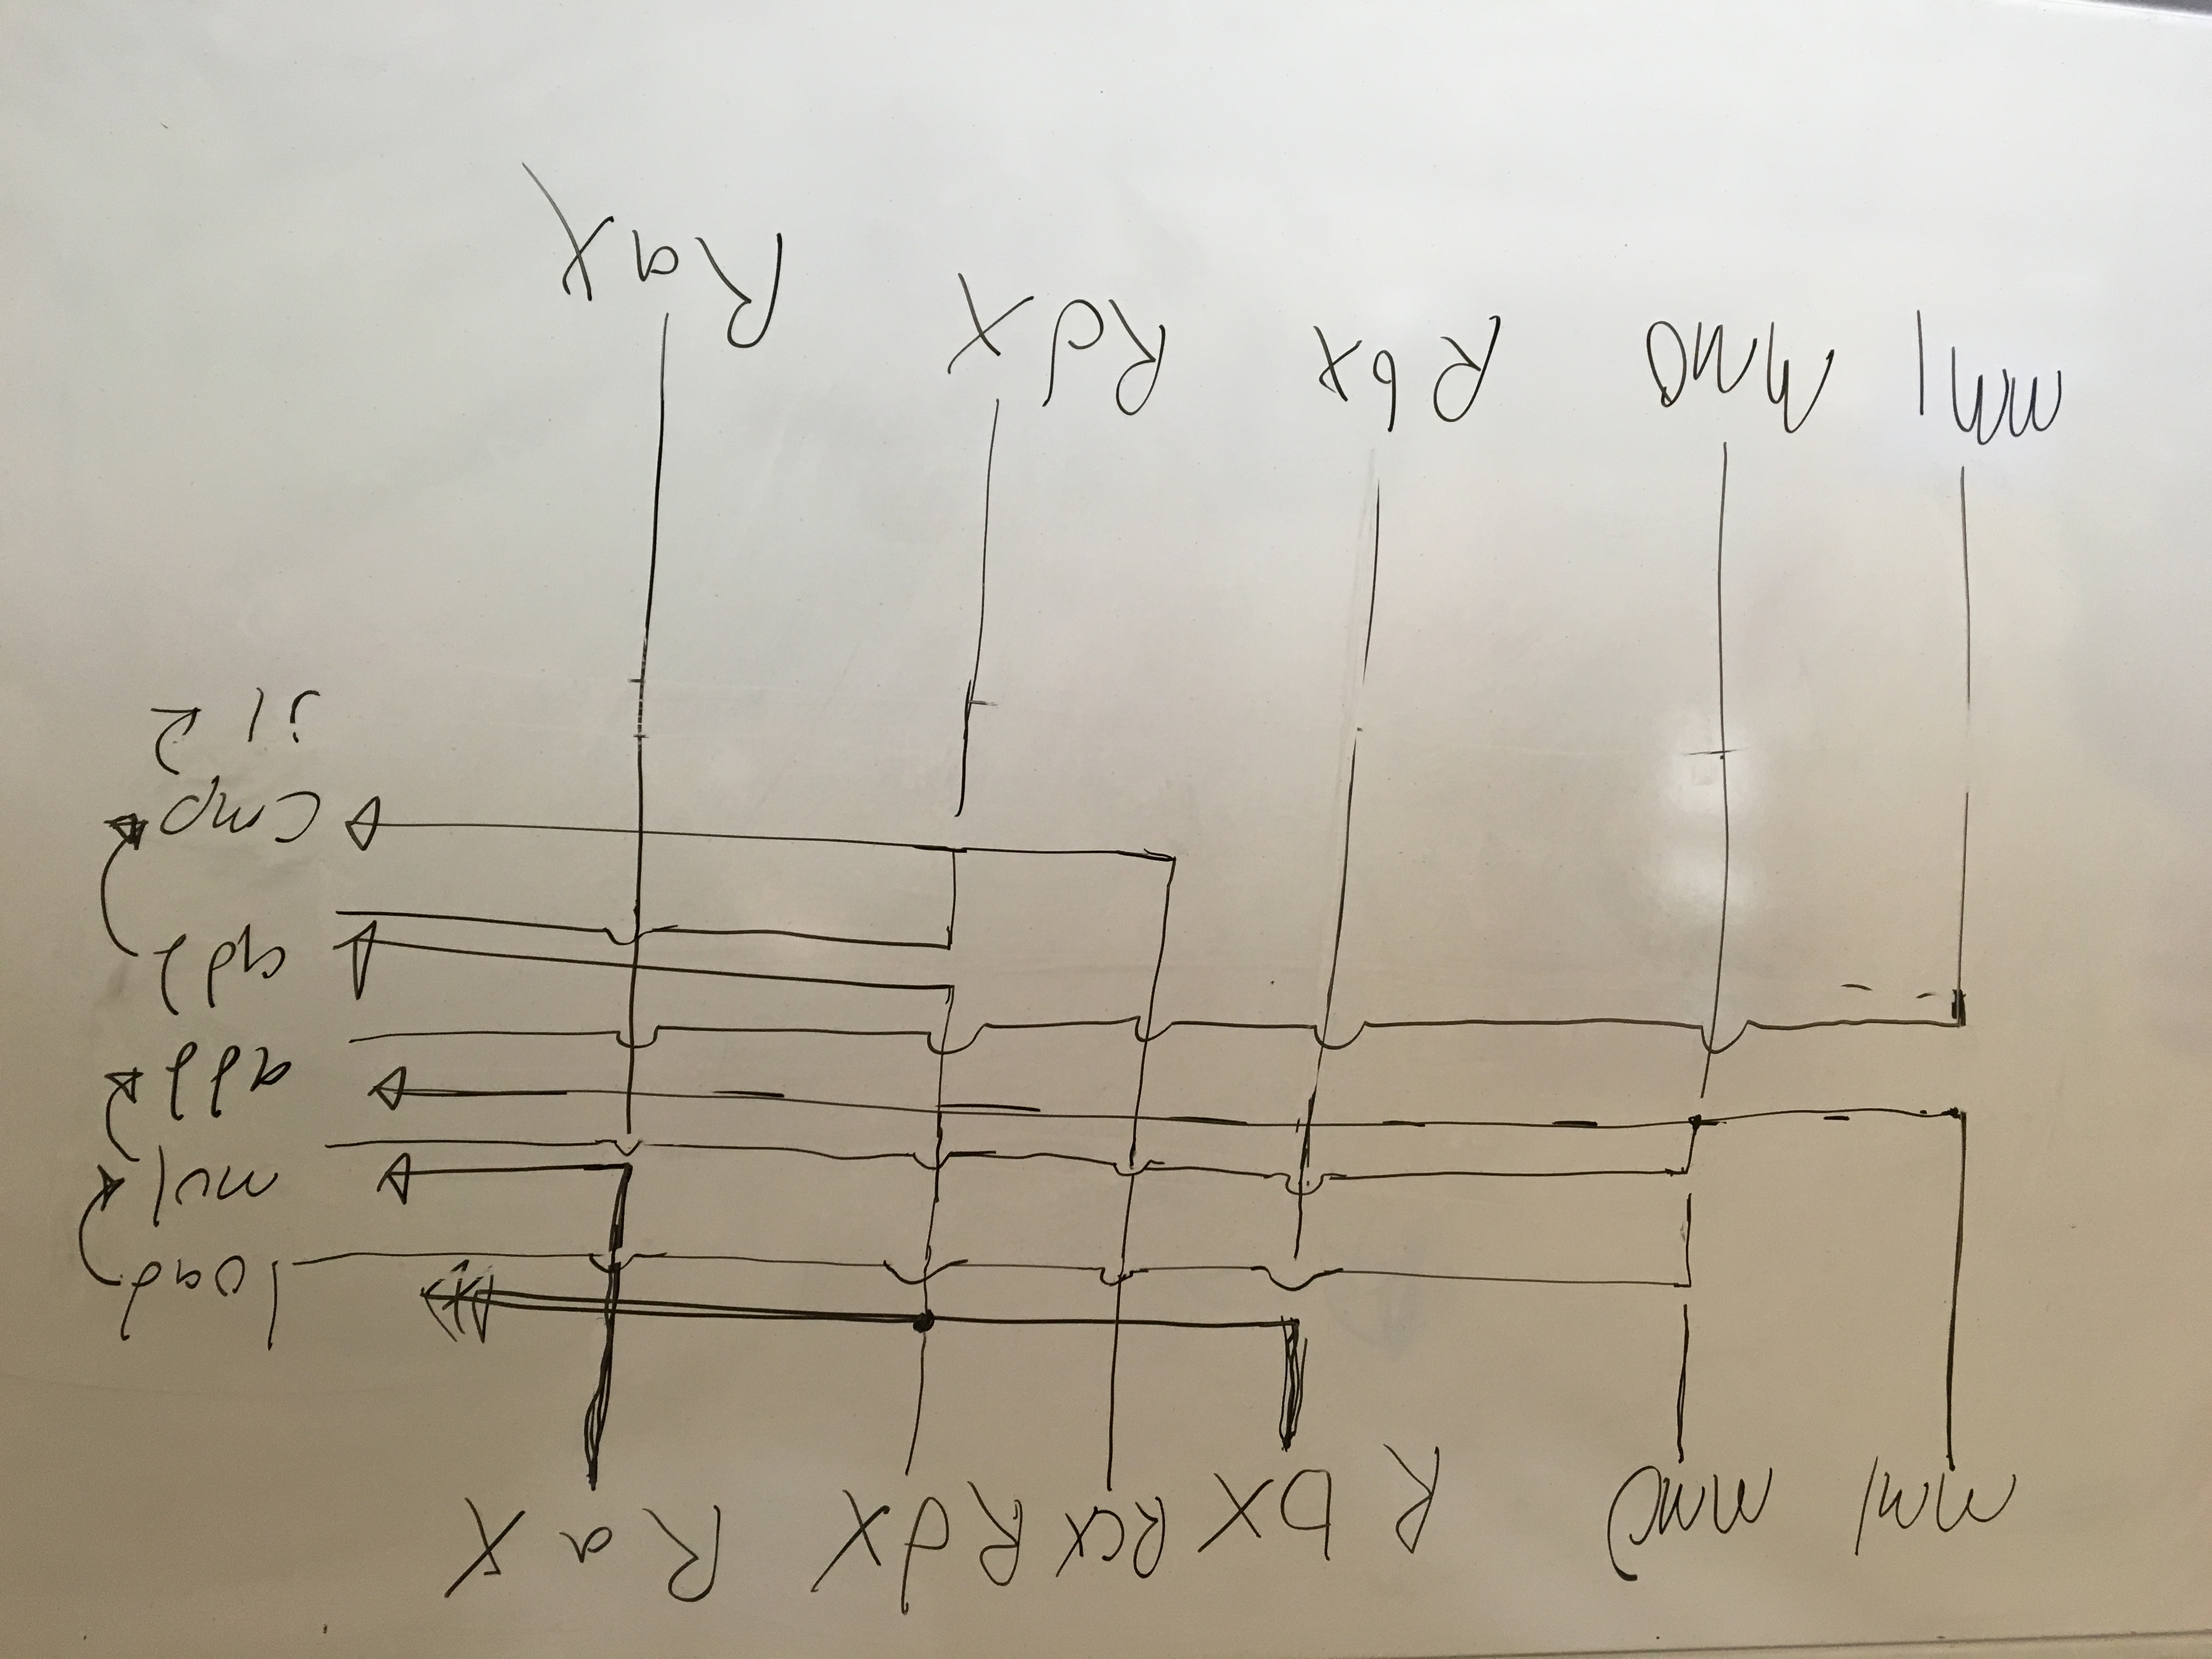 mm1 mm0 Rbx Rcx Rdx Rax
load
mul
add
add
cmp
jl
mm1 mm0 Rbx Rdx Rax